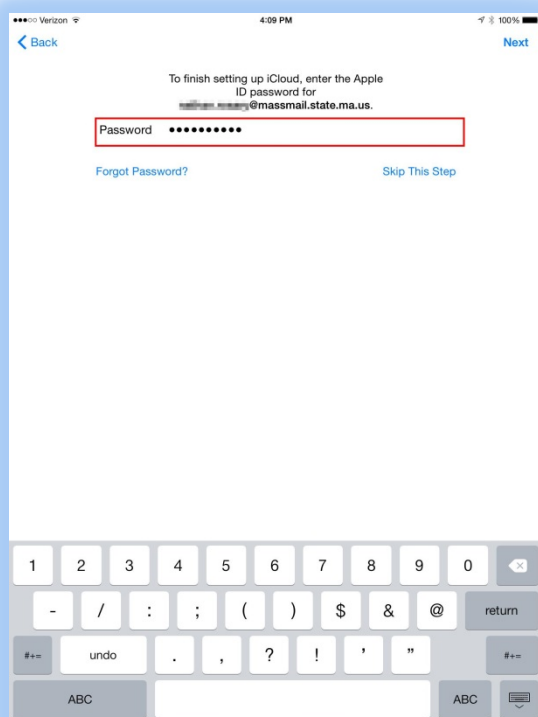 Verizon 4:09 PM 100%
Back Next
To finish setting up iCloud, enter the Apple
ID password for
@massmail.state.ma.us.
Password ••••••••••
Forgot Password? Skip This Step
1 2 3 4 5 6 7 8 9 0
- / : ; ( ) $ & @ return
#+= undo . , ? ! ' " #+=
ABC ABC